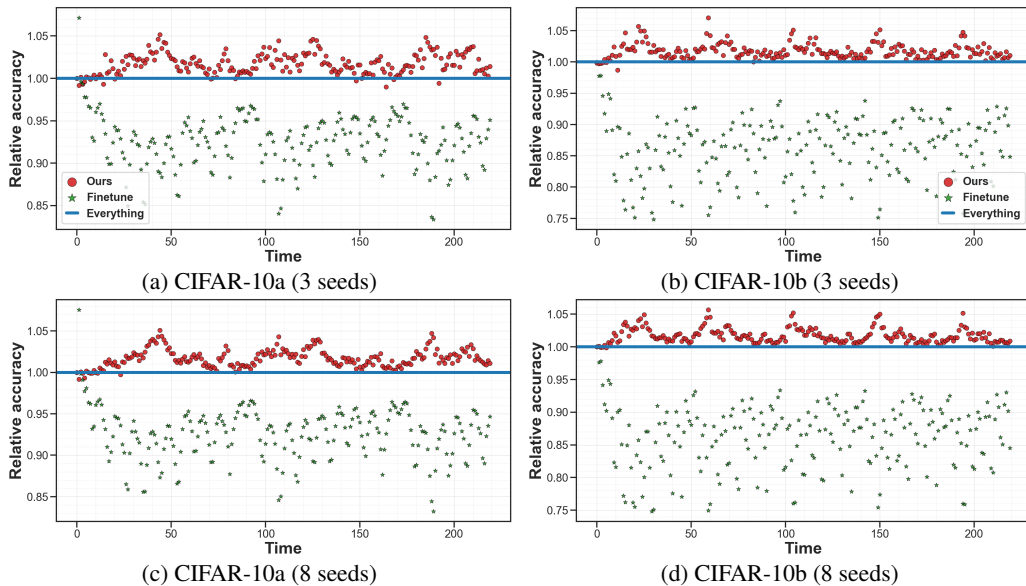 Relative accuracy
1.05
1.00
0.95
0.90
0.85
Ours
Finetune
Everything
0 50 100 150 200
Time
(a) CIFAR-10a (3 seeds)
Relative accuracy
1.05
1.00
0.95
0.90
0.85
0.80
0.75
Ours
Finetune
Everything
0 50 100 150 200
Time
(b) CIFAR-10b (3 seeds)
Relative accuracy
1.05
1.00
0.95
0.90
0.85
0 50 100 150 200
Time
(c) CIFAR-10a (8 seeds)
Relative accuracy
1.05
1.00
0.95
0.90
0.85
0.80
0.75
0 50 100 150 200
Time
(d) CIFAR-10b (8 seeds)